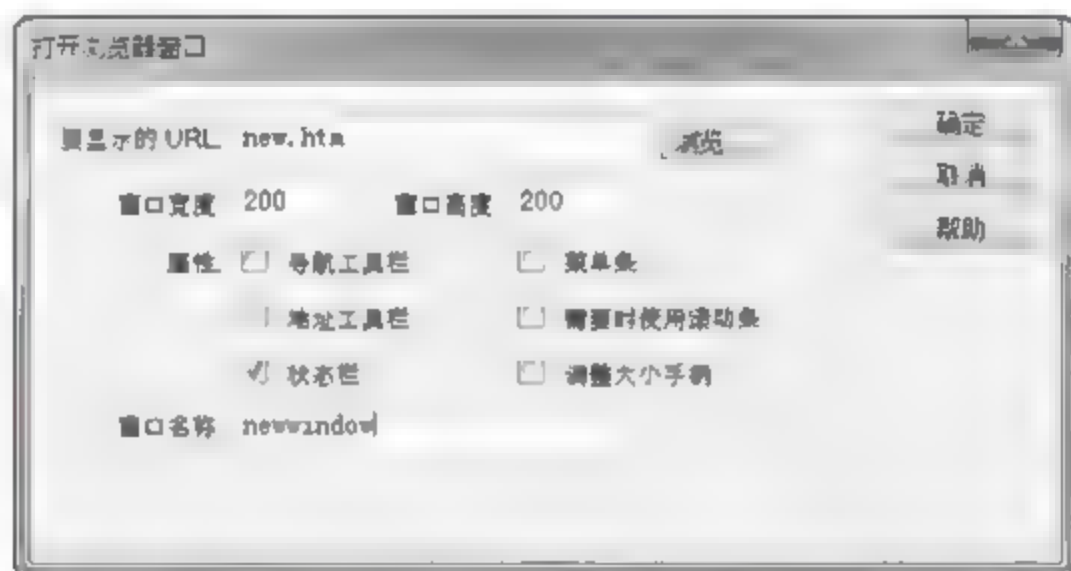 打开浏览器窗口
要显示的 URL new.htm 浏览 确定
取消
窗口宽度 200 窗口高度 200
帮助
属性 导航工具栏 菜单条
地址工具栏 需要时使用滚动条
状态栏 调整大小手柄
窗口名称 newwindow